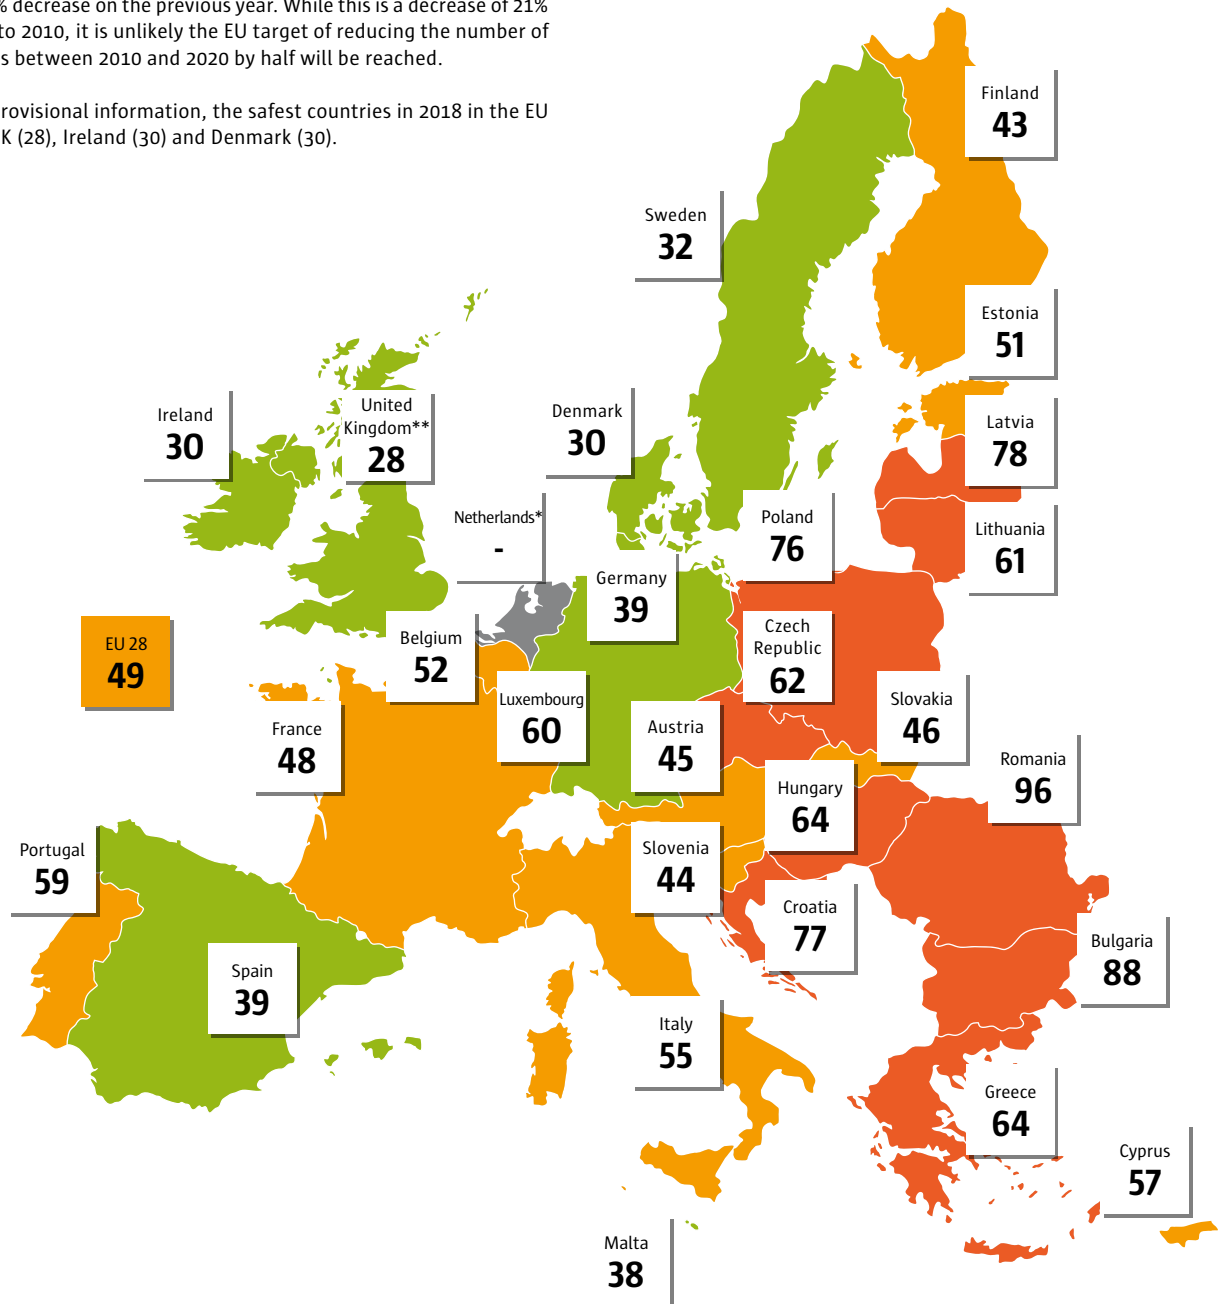 % decrease on the previous year. While this is a decrease of 21%
to 2010, it is unlikely the EU target of reducing the number of
s between 2010 and 2020 by half will be reached.
rovisional information, the safest countries in 2018 in the EU
K (28), Ireland (30) and Denmark (30).
Finland
43
Sweden
32
Estonia
51
Ireland
30
United
Kingdom**
28
Denmark
30
Latvia
78
Netherlands*
-
Poland
76
Lithuania
61
Germany
39
EU 28
49
Belgium
52
Czech
Republic
62
France
48
Luxembourg
60
Austria
45
Slovakia
46
Romania
96
Hungary
64
Portugal
59
Slovenia
44
Croatia
77
Spain
39
Bulgaria
88
Italy
55
Greece
64
Cyprus
57
Malta
38